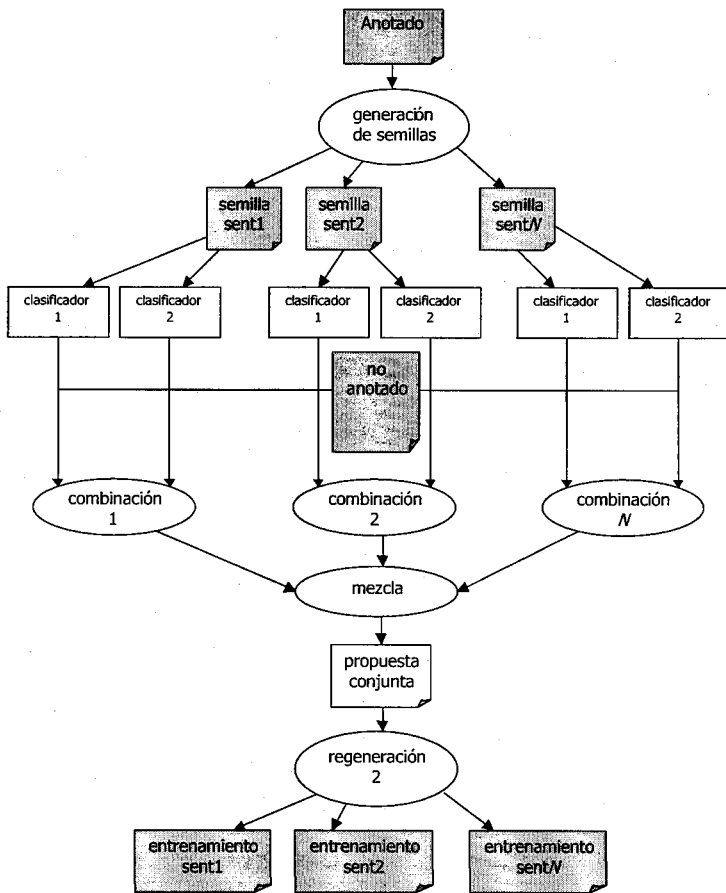 Anotado
generación
de semillas
semilla
sent1
semilla
sent2
semilla
sentN
clasificador
1
clasificador
2
clasificador
1
clasificador
2
clasificador
1
clasificador
2
no
anotado
combinación
1
combinación
2
combinación
N
mezcla
propuesta
conjunta
regeneración
2
entrenamiento
sent1
entrenamiento
sent2
entrenamiento
sentN